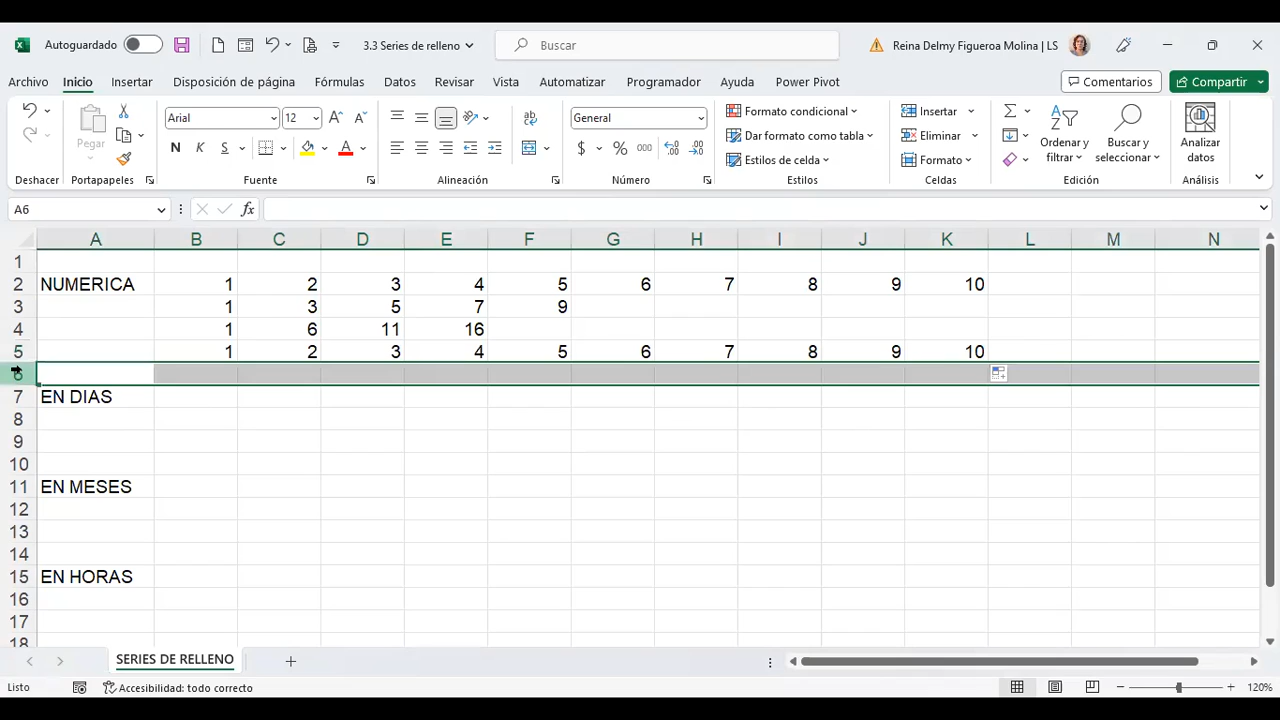 Autoguardado 3.3 Series de relleno Buscar Reina Delmy Figueroa Molina | LS
Archivo Inicio Insertar Disposición de página Fórmulas Datos Revisar Vista Automatizar Programador Ayuda Power Pivot Comentarios Compartir
Arial 12 General Formato condicional Insertar
Pegar Dar formato como tabla Eliminar Ordenar y filtrar Buscar y seleccionar Analizar datos
N K S $ % 000 Estilos de celda Formato
Deshacer Portapapeles Fuente Alineación Número Estilos Celdas Edición Análisis
A6 fx
A B C D E F G H I J K L M N
1
2 NUMERICA 1 2 3 4 5 6 7 8 9 10
3 1 3 5 7 9
4 1 6 11 16
5 1 2 3 4 5 6 7 8 9 10
6
7 EN DIAS
8
9
10
11 EN MESES
12
13
14
15 EN HORAS
16
17
18
SERIES DE RELLENO
Listo Accesibilidad: todo correcto 120%